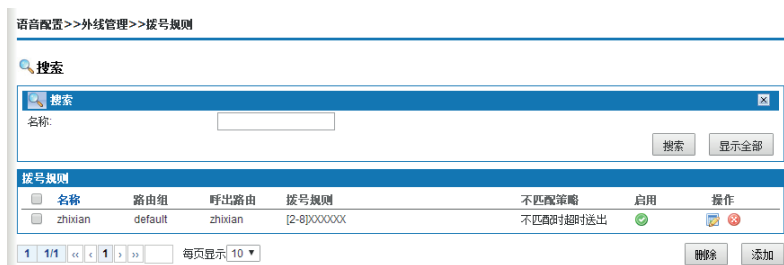 语音配置>>外线管理>>拨号规则
搜索
搜索
名称:
搜索 显示全部
拨号规则
名称 路由组 呼出路由 拨号规则 不匹配策略 启用 操作
zhixian default zhixian [2-8]XXXXXX 不匹配时超时送出
1 1/1 ‹‹ ‹ 1 › ›› 每页显示 10 ▼ 删除 添加